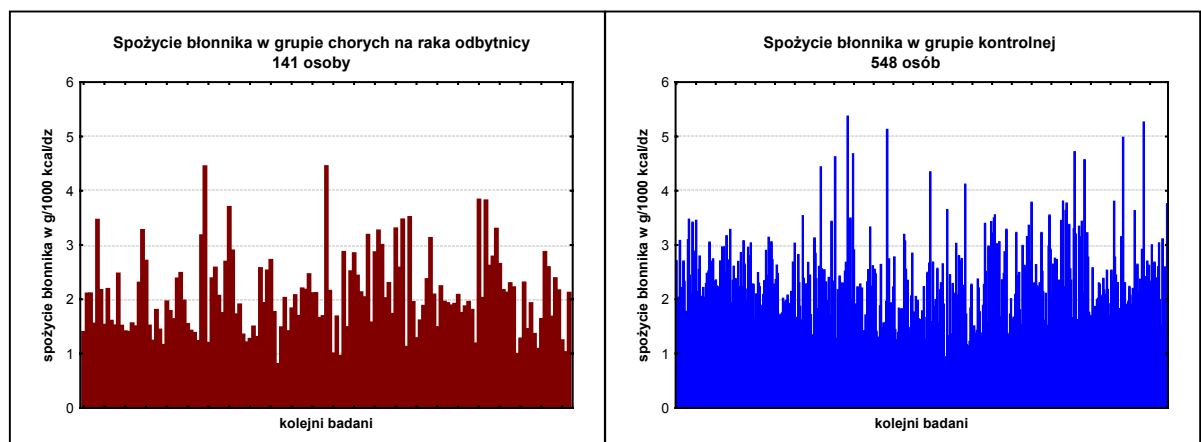 Spożycie błonnika w grupie chorych na raka odbytnicy
141 osoby
spożycie błonnika w g/1000 kcal/dz
6
5
4
3
2
1
0
kolejni badani
Spożycie błonnika w grupie kontrolnej
548 osób
spożycie błonnika w g/1000 kcal/dz
6
5
4
3
2
1
0
kolejni badani